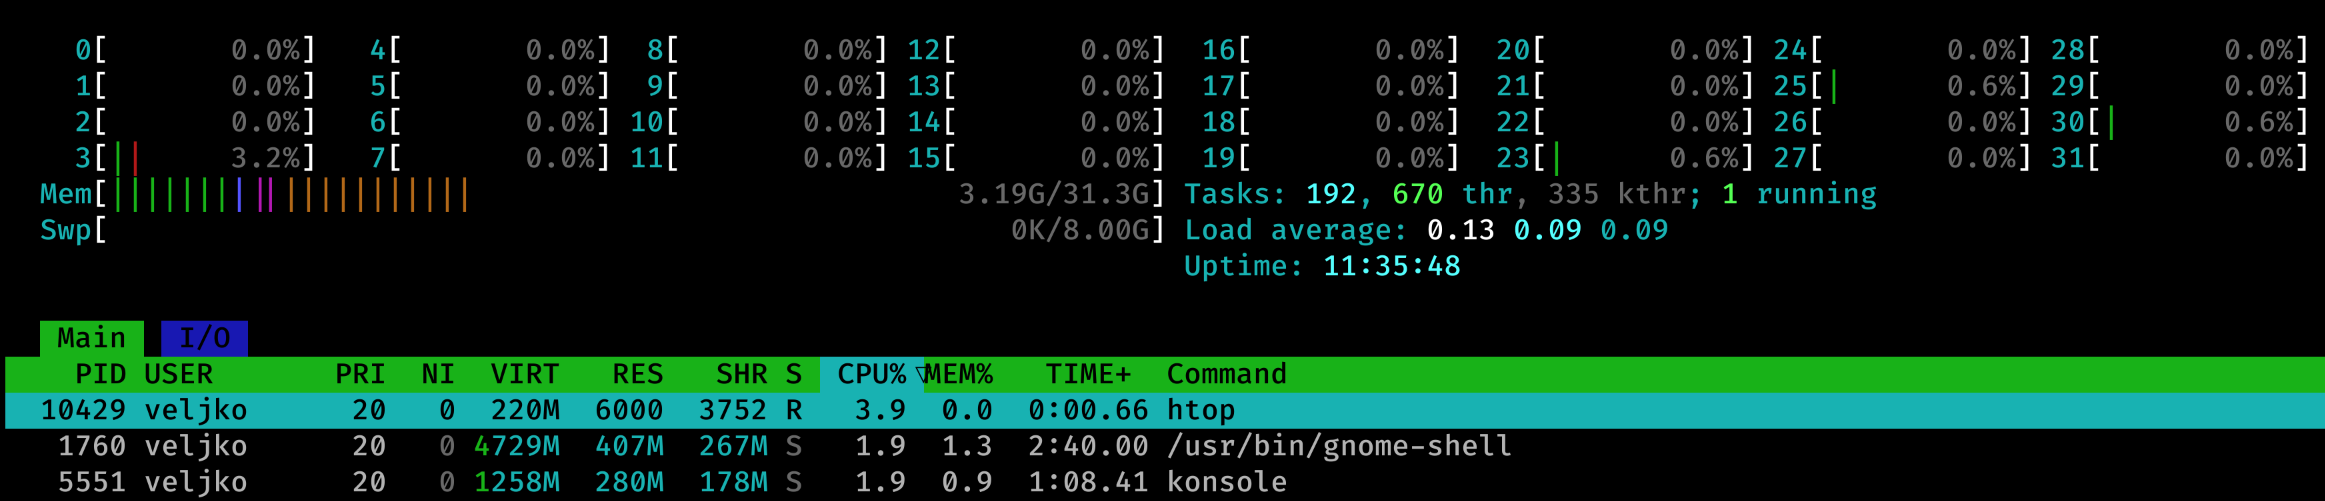 0[ 0.0%] 4[ 0.0%] 8[ 0.0%] 12[ 0.0%] 16[ 0.0%] 20[ 0.0%] 24[ 0.0%] 28[ 0.0%]
1[ 0.0%] 5[ 0.0%] 9[ 0.0%] 13[ 0.0%] 17[ 0.0%] 21[ 0.0%] 25[| 0.6%] 29[ 0.0%]
2[ 0.0%] 6[ 0.0%] 10[ 0.0%] 14[ 0.0%] 18[ 0.0%] 22[ 0.0%] 26[ 0.0%] 30[| 0.6%]
3[|| 3.2%] 7[ 0.0%] 11[ 0.0%] 15[ 0.0%] 19[ 0.0%] 23[| 0.6%] 27[ 0.0%] 31[ 0.0%]
Mem[||||||||||||||||||||| 3.19G/31.3G] Tasks: 192, 670 thr, 335 kthr; 1 running
Swp[ 0K/8.00G] Load average: 0.13 0.09 0.09
Uptime: 11:35:48
Main I/O
PID USER PRI NI VIRT RES SHR S CPU%▽MEM% TIME+ Command
10429 veljko 20 0 220M 6000 3752 R 3.9 0.0 0:00.66 htop
1760 veljko 20 0 4729M 407M 267M S 1.9 1.3 2:40.00 /usr/bin/gnome-shell
5551 veljko 20 0 1258M 280M 178M S 1.9 0.9 1:08.41 konsole